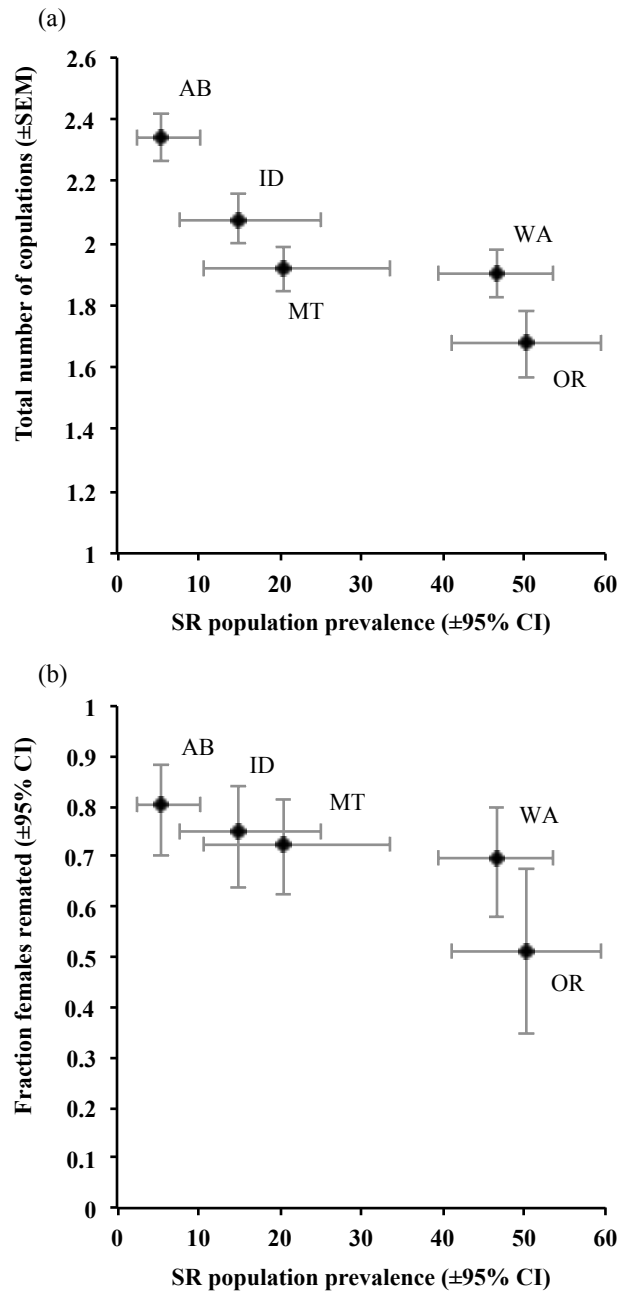 (a)
Total number of copulations (±SEM)
2.6
2.4
2.2
2
1.8
1.6
1.4
1.2
1
AB
ID
MT
WA
OR
0 10 20 30 40 50 60
SR population prevalence (±95% CI)
(b)
Fraction females remated (±95% CI)
1
0.9
0.8
0.7
0.6
0.5
0.4
0.3
0.2
0.1
0
AB
ID
MT
WA
OR
0 10 20 30 40 50 60
SR population prevalence (±95% CI)